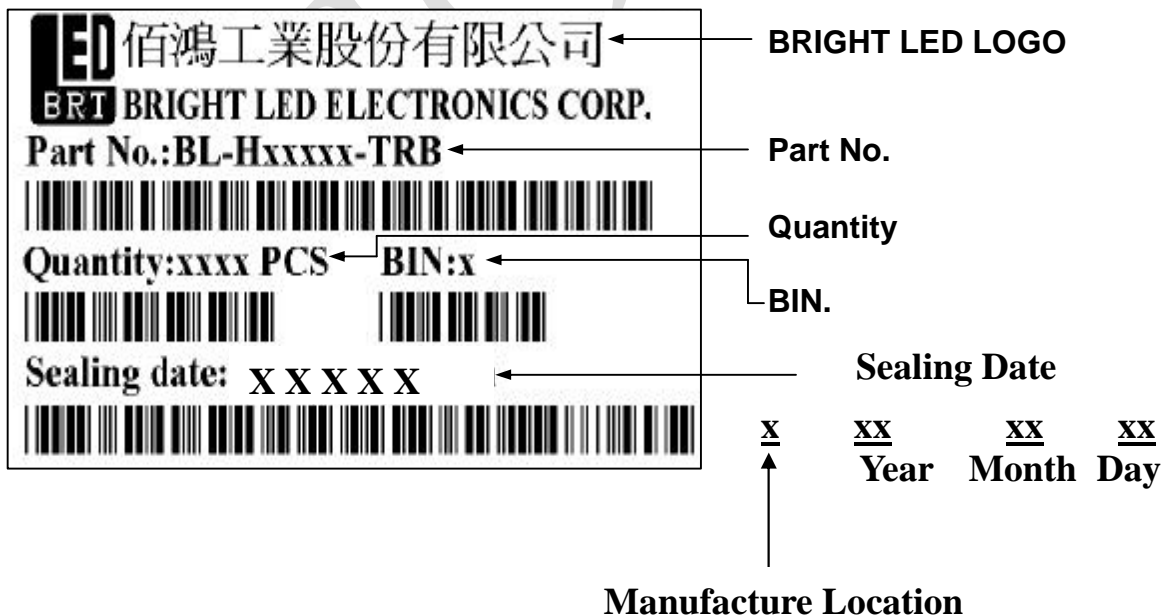 LED 佰鴻工業股份有限公司 BRIGHT LED LOGO
BRT BRIGHT LED ELECTRONICS CORP.
Part No.:BL-Hxxxxx-TRB Part No.
Quantity
Quantity:xxxx PCS BIN:x
BIN.
Sealing date: X X X X X Sealing Date
x xx xx xx
Year Month Day
Manufacture Location